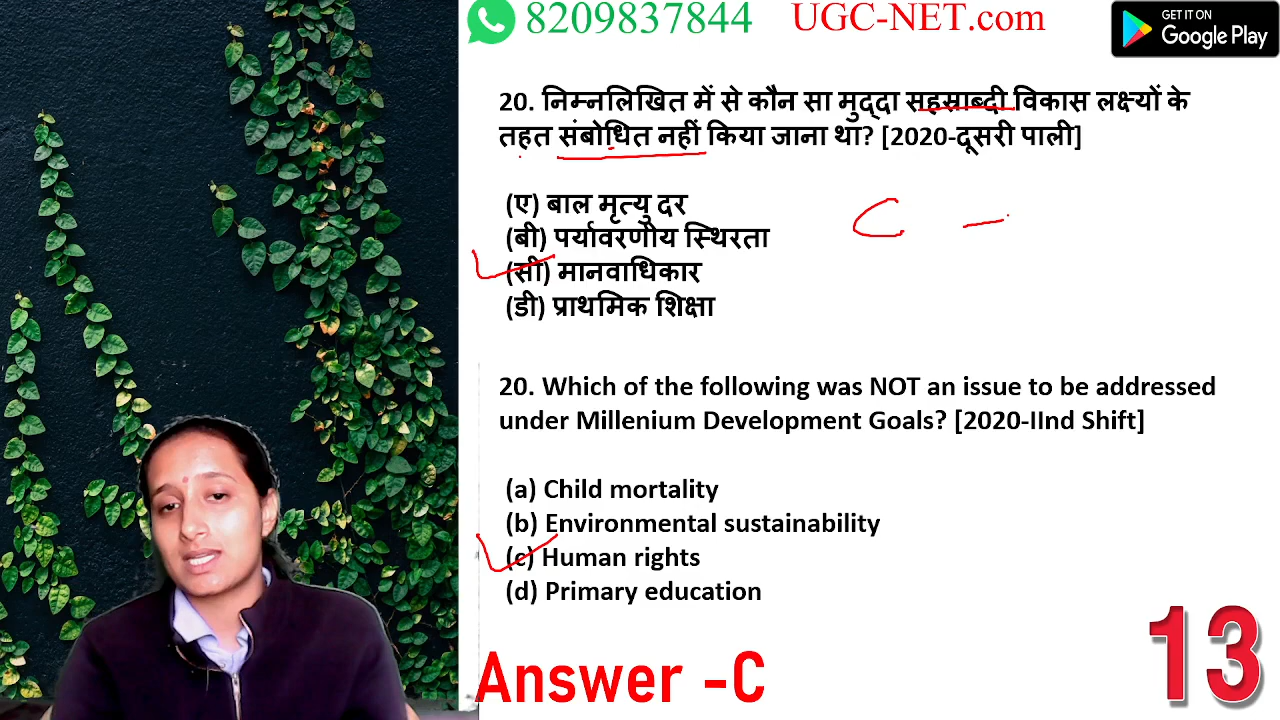 8209837844 UGC-NET.com
GET IT ON
Google Play
20. निम्नलिखित में से कौन सा मुद्दा सहस्राब्दी विकास लक्ष्यों के
तहत संबोधित नहीं किया जाना था? [2020-दूसरी पाली]
(ए) बाल मृत्यु दर
(बी) पर्यावरणीय स्थिरता
(सी) मानवाधिकार
(डी) प्राथमिक शिक्षा
C –
20. Which of the following was NOT an issue to be addressed
under Millenium Development Goals? [2020-IInd Shift]
(a) Child mortality
(b) Environmental sustainability
(c) Human rights
(d) Primary education
Answer -C
13